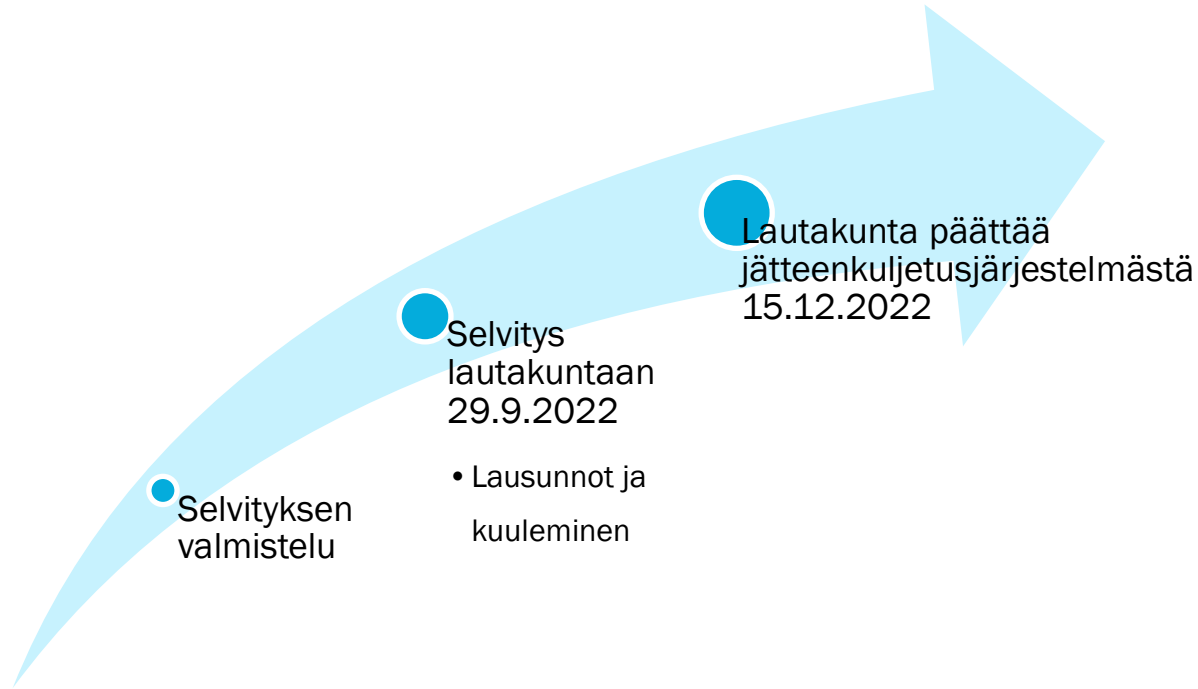 Selvityksen
valmistelu
Selvitys
lautakuntaan
29.9.2022
• Lausunnot ja
kuuleminen
Lautakunta päättää
jätteenkuljetusjärjestelmästä
15.12.2022